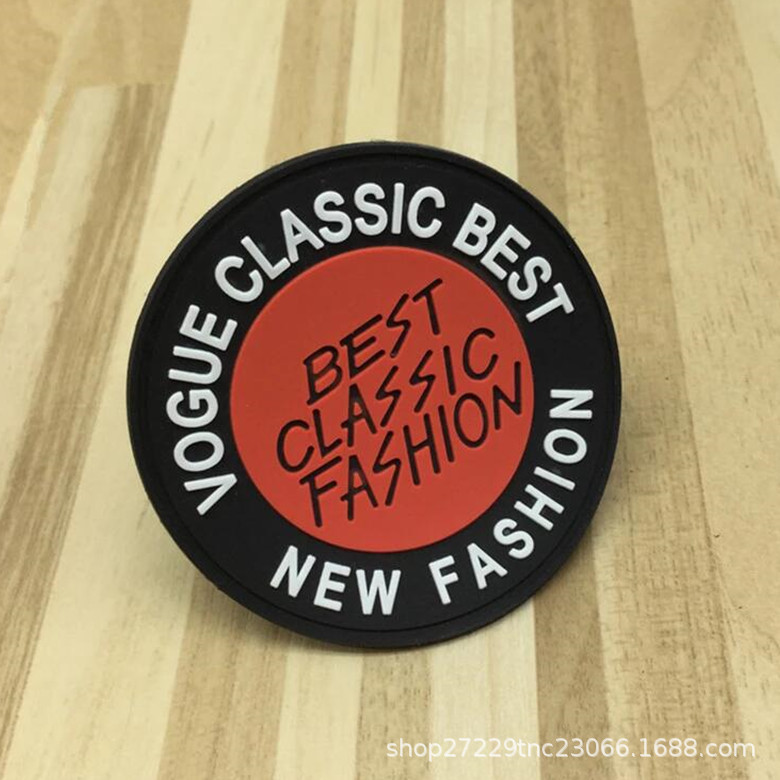 VOGUE CLASSIC BEST
BEST
CLASSIC
FASHION
NEW FASHION
shop27229tnc23066.1688.com